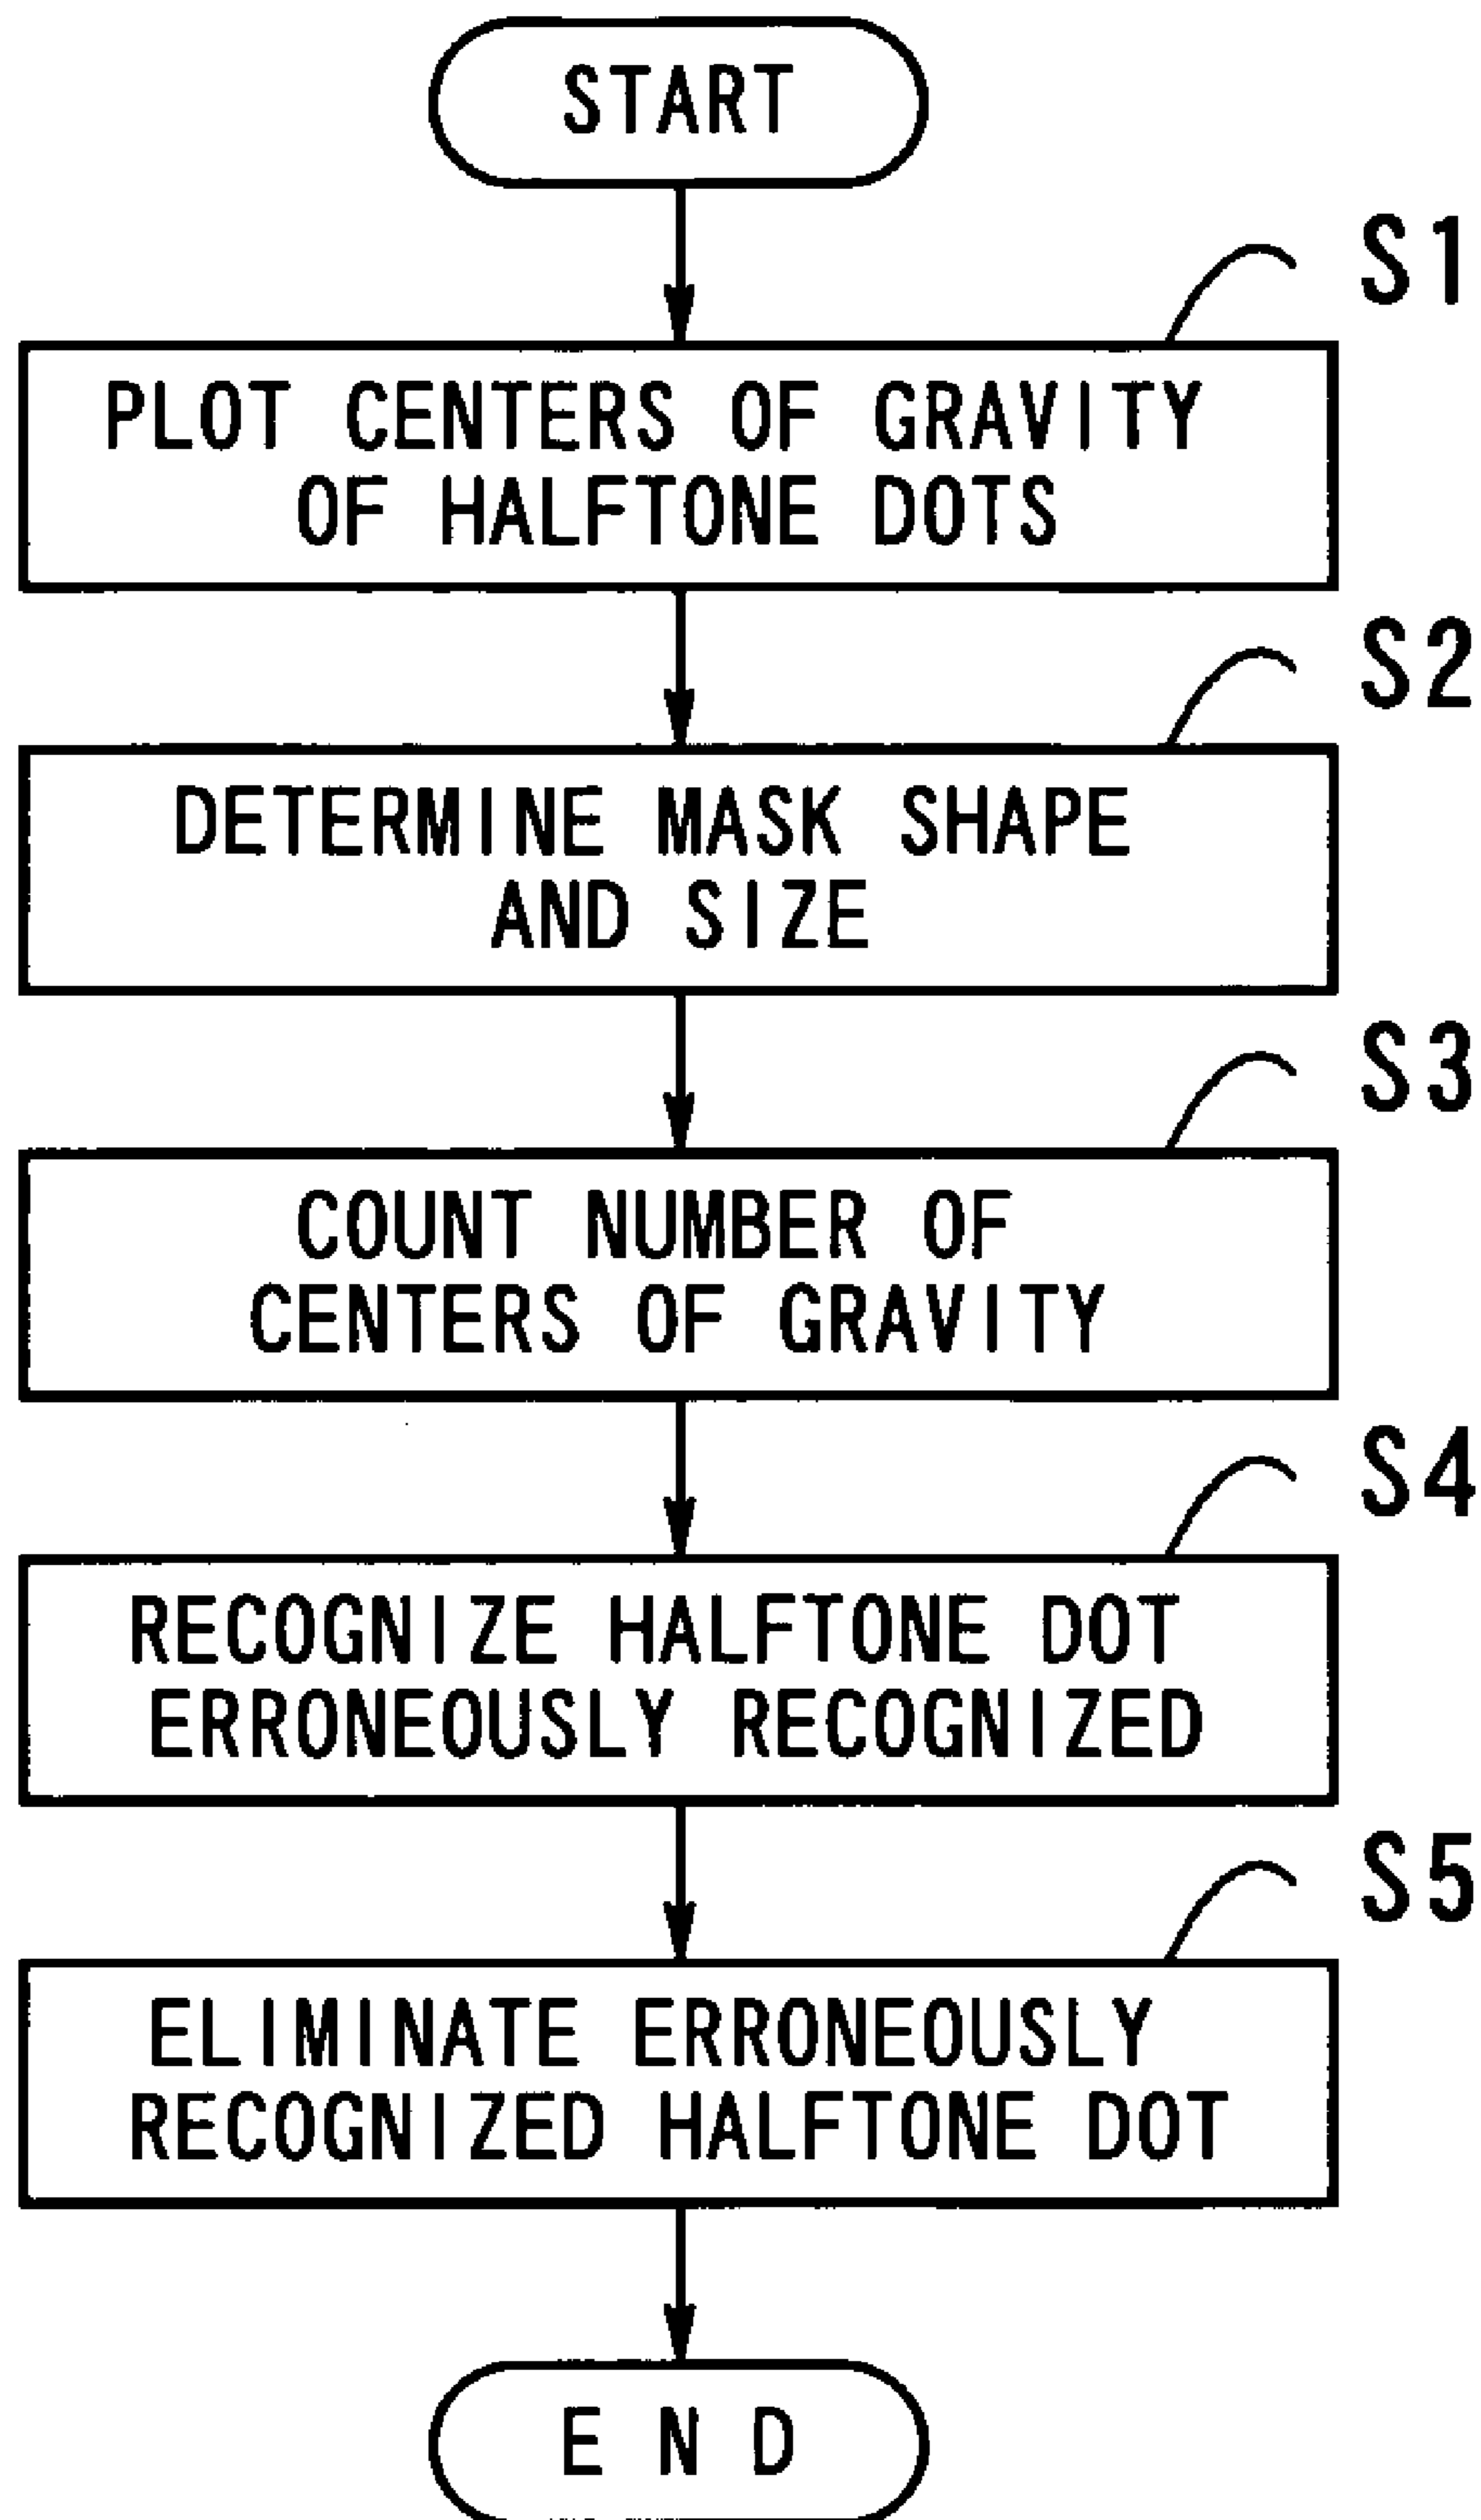 START
S1
PLOT CENTERS OF GRAVITY
OF HALFTONE DOTS
S2
DETERMINE MASK SHAPE
AND SIZE
S3
COUNT NUMBER OF
CENTERS OF GRAVITY
S4
RECOGNIZE HALFTONE DOT
ERRONEOUSLY RECOGNIZED
S5
ELIMINATE ERRONEOUSLY
RECOGNIZED HALFTONE DOT
END